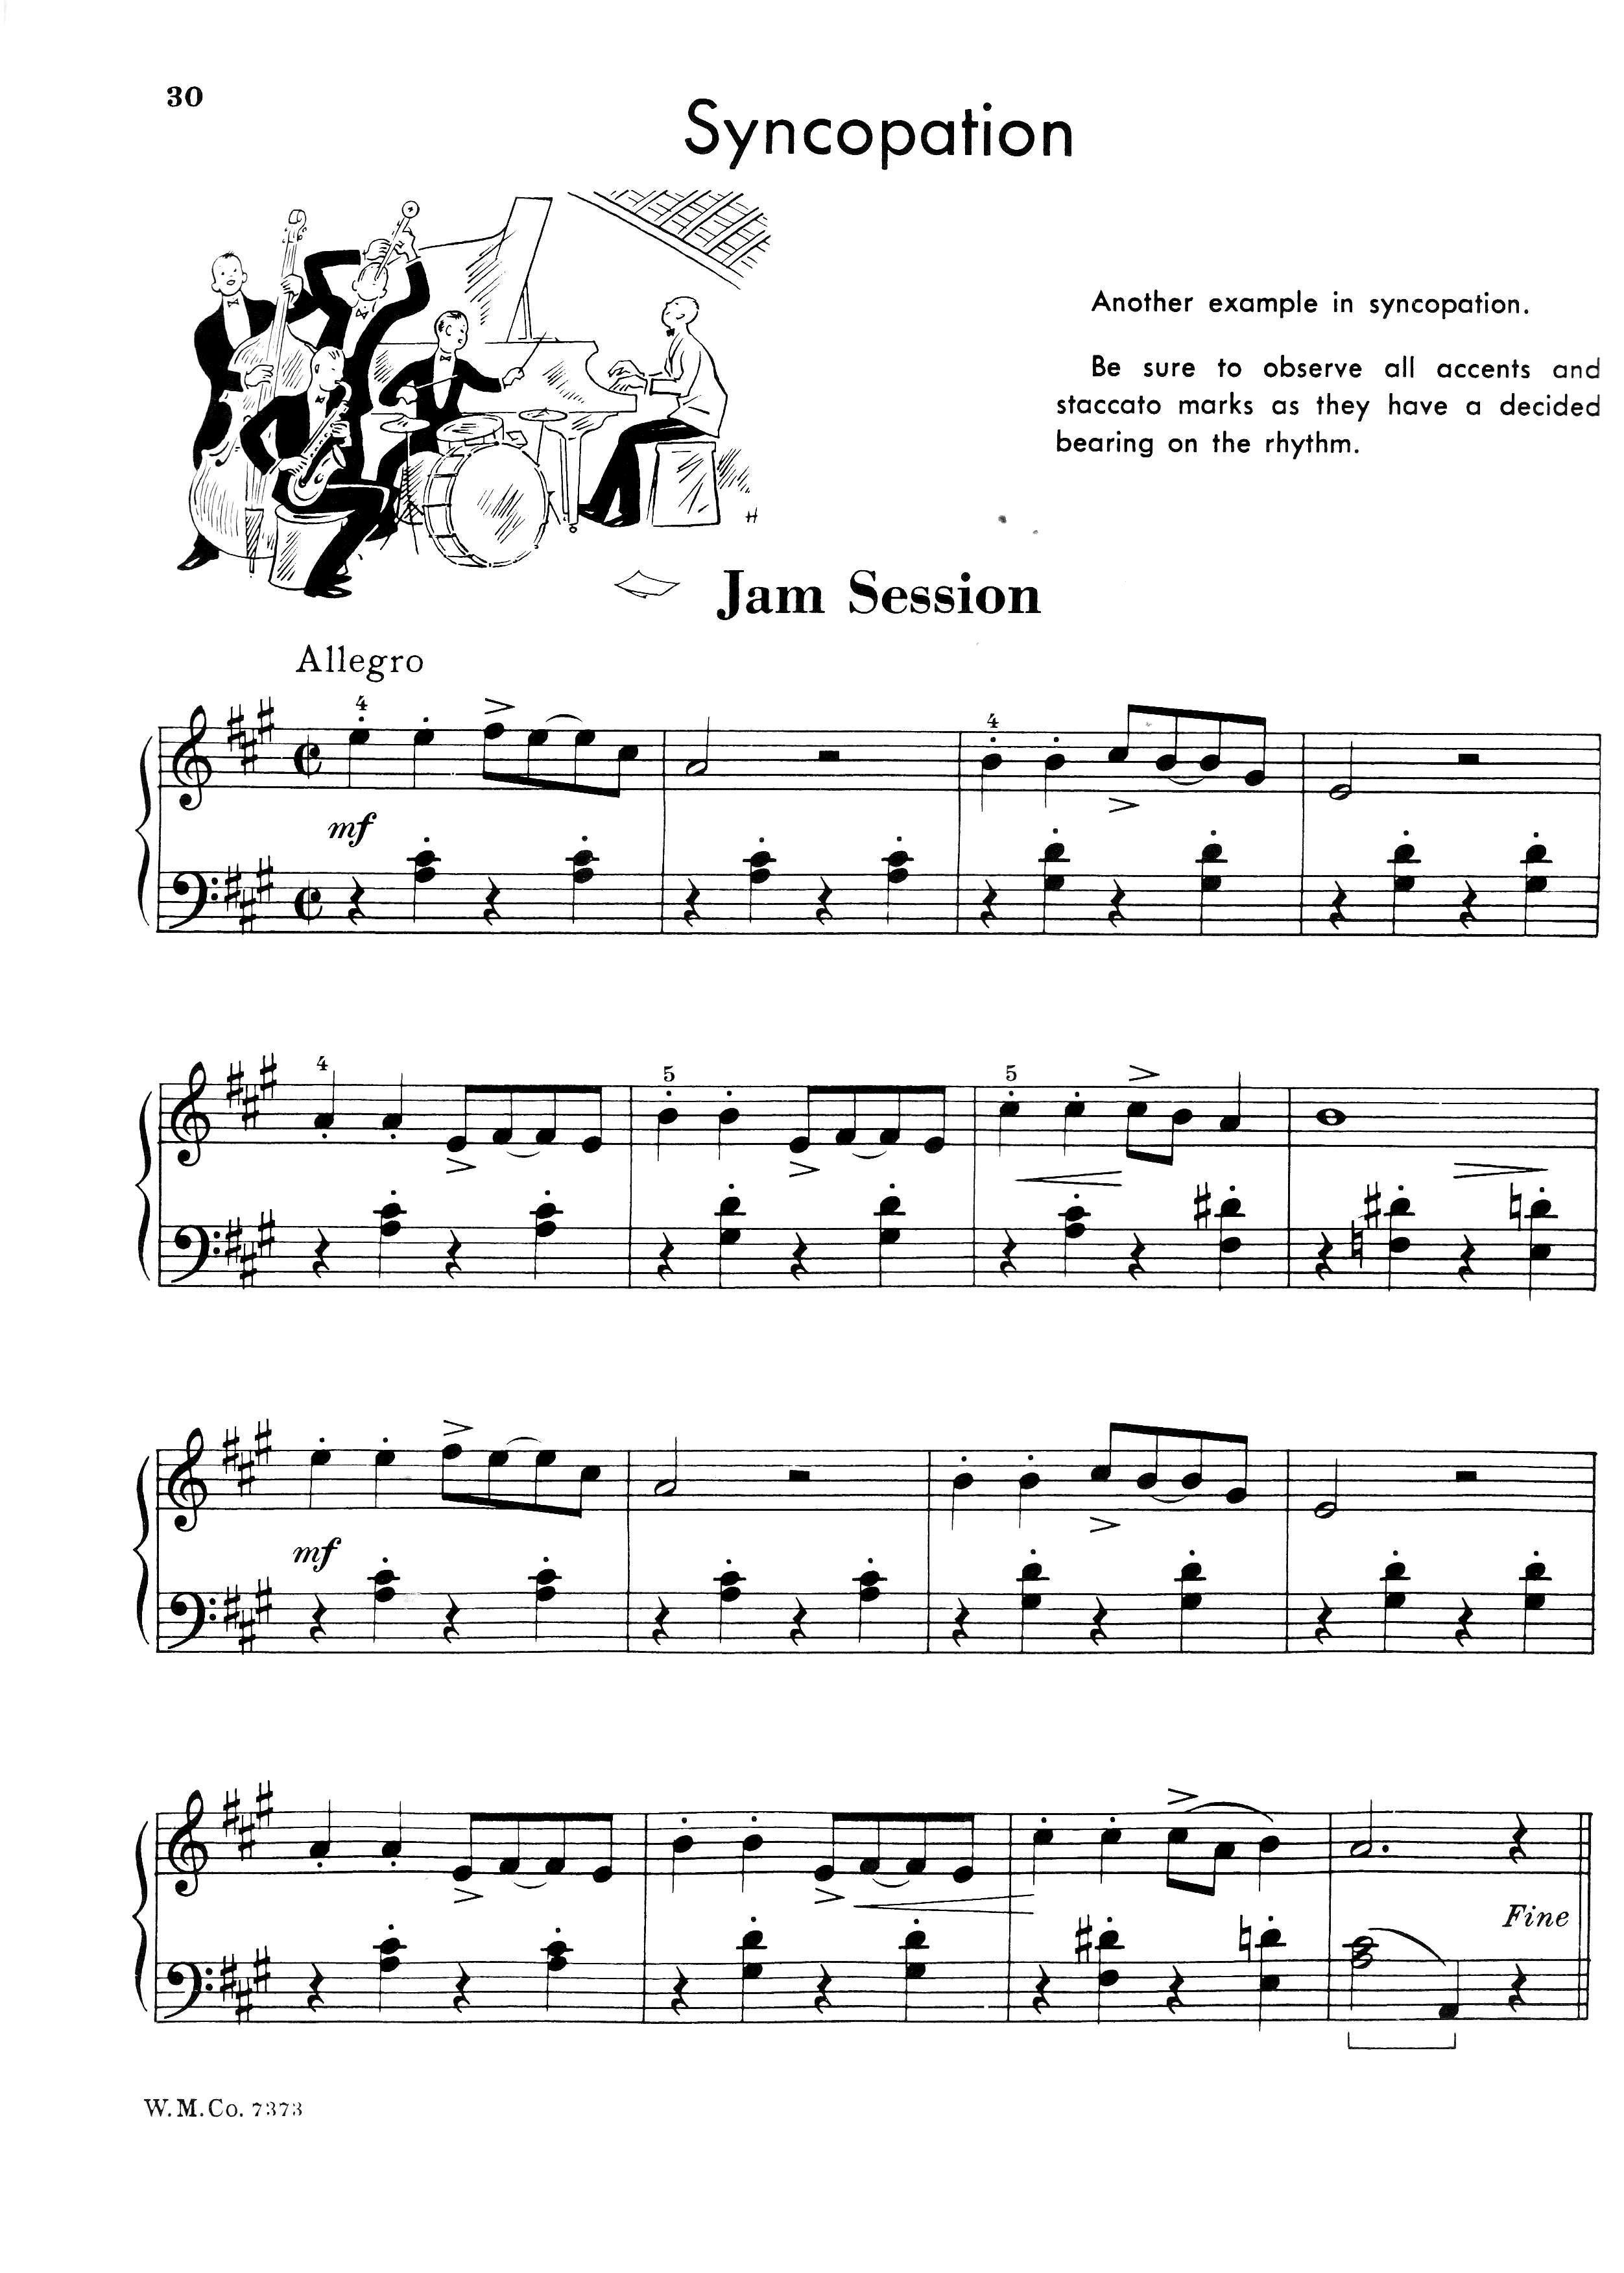 30
Syncopation
Another example in syncopation.
Be sure to observe all accents and
staccato marks as they have a decided
bearing on the rhythm.
H
Jam Session
Allegro
4
4
mf
4
5
5
mf
Fine
W.M.Co. 7373